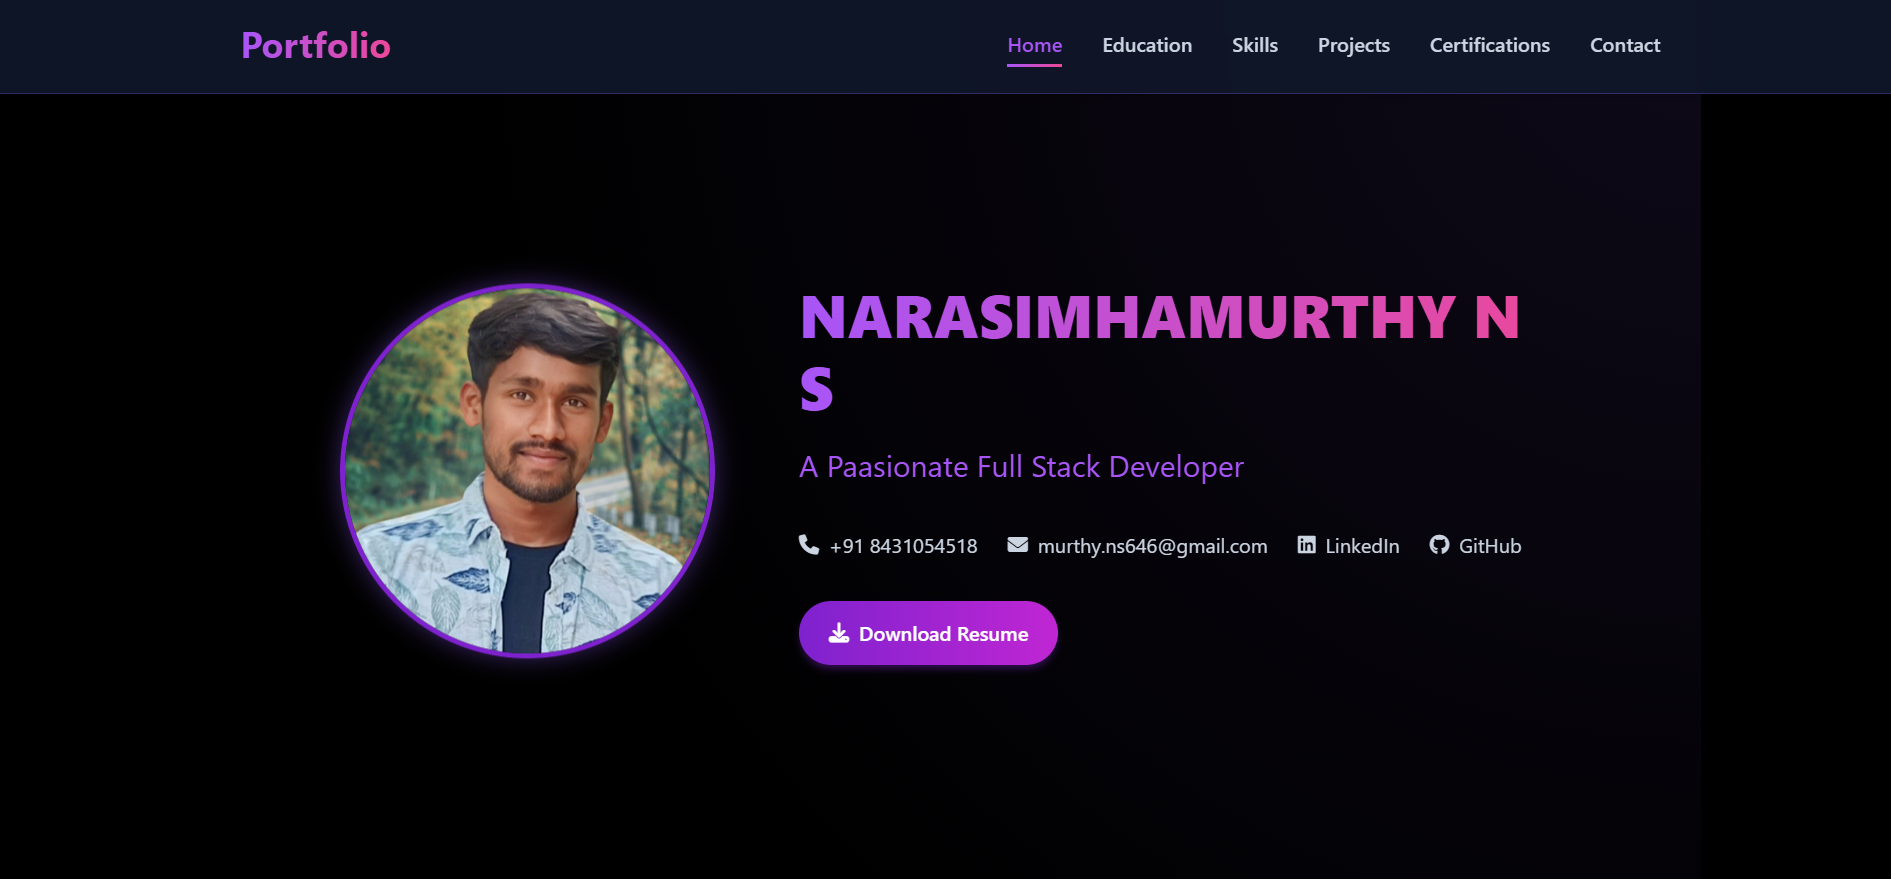 Portfolio
Home Education Skills Projects Certifications Contact
NARASIMHAMURTHY N
S
A Paasionate Full Stack Developer
+91 8431054518 murthy.ns646@gmail.com LinkedIn GitHub
Download Resume